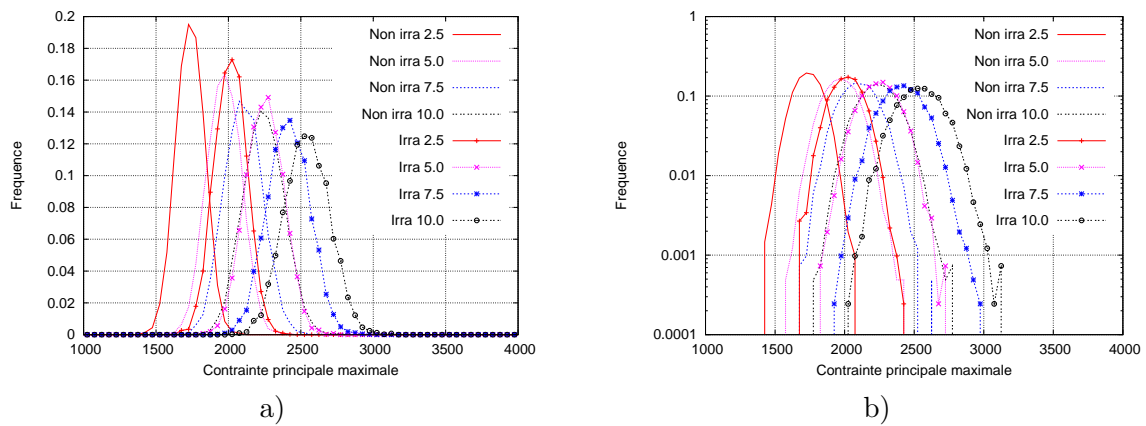 0.2
0.18
0.16
0.14
0.12
0.1
0.08
0.06
0.04
0.02
0
Frequence
1000 1500 2000 2500 3000 3500 4000
Contrainte principale maximale
Non irra 2.5
Non irra 5.0
Non irra 7.5
Non irra 10.0
Irra 2.5
Irra 5.0
Irra 7.5
Irra 10.0
a)
1
0.1
0.01
0.001
0.0001
Frequence
1000 1500 2000 2500 3000 3500 4000
Contrainte principale maximale
Non irra 2.5
Non irra 5.0
Non irra 7.5
Non irra 10.0
Irra 2.5
Irra 5.0
Irra 7.5
Irra 10.0
b)